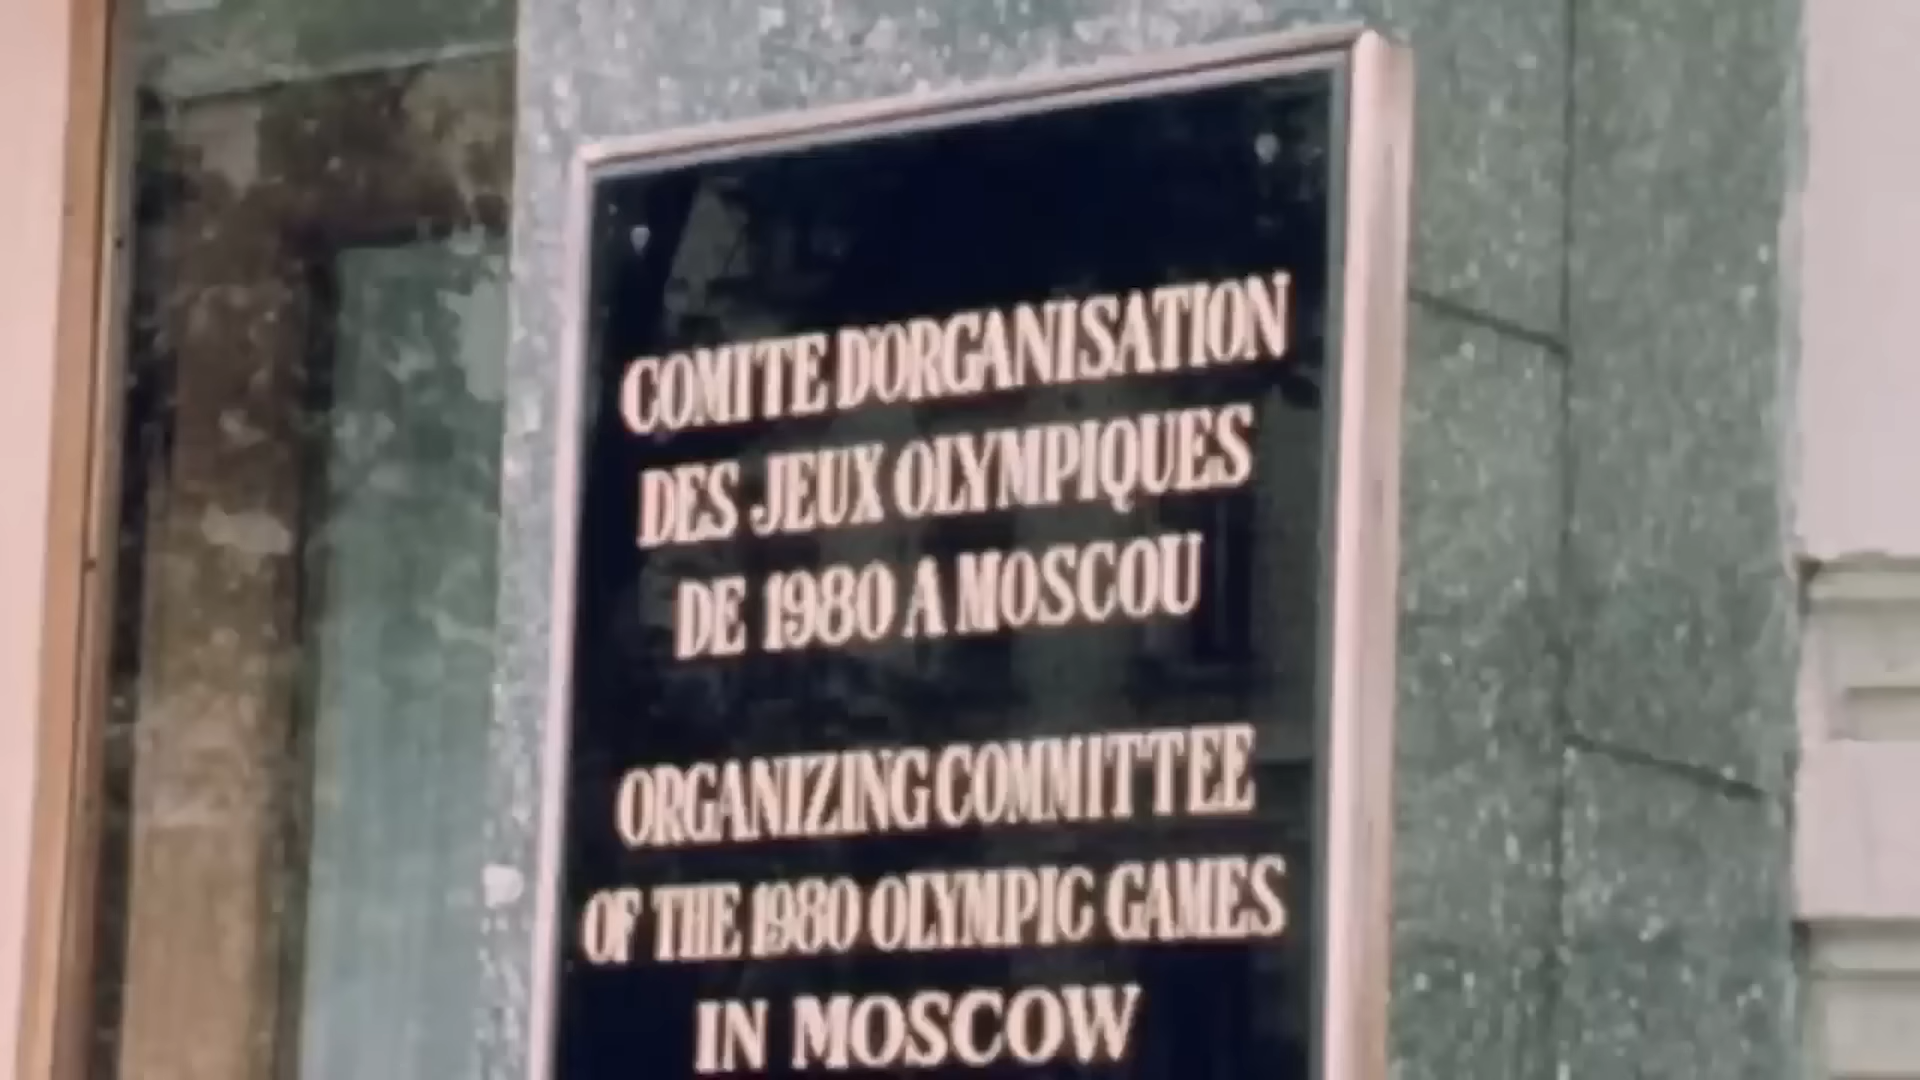 COMITE D'ORGANISATION
DES JEUX OLYMPIQUES
DE 1980 A MOSCOU
ORGANIZING COMMITTEE
OF THE 1980 OLYMPIC GAMES
IN MOSCOW